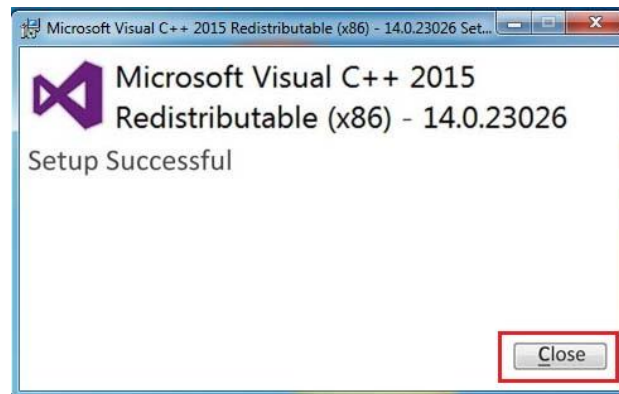 Microsoft Visual C++ 2015 Redistributable (x86) - 14.0.23026 Set...
Microsoft Visual C++ 2015
Redistributable (x86) - 14.0.23026
Setup Successful
Close